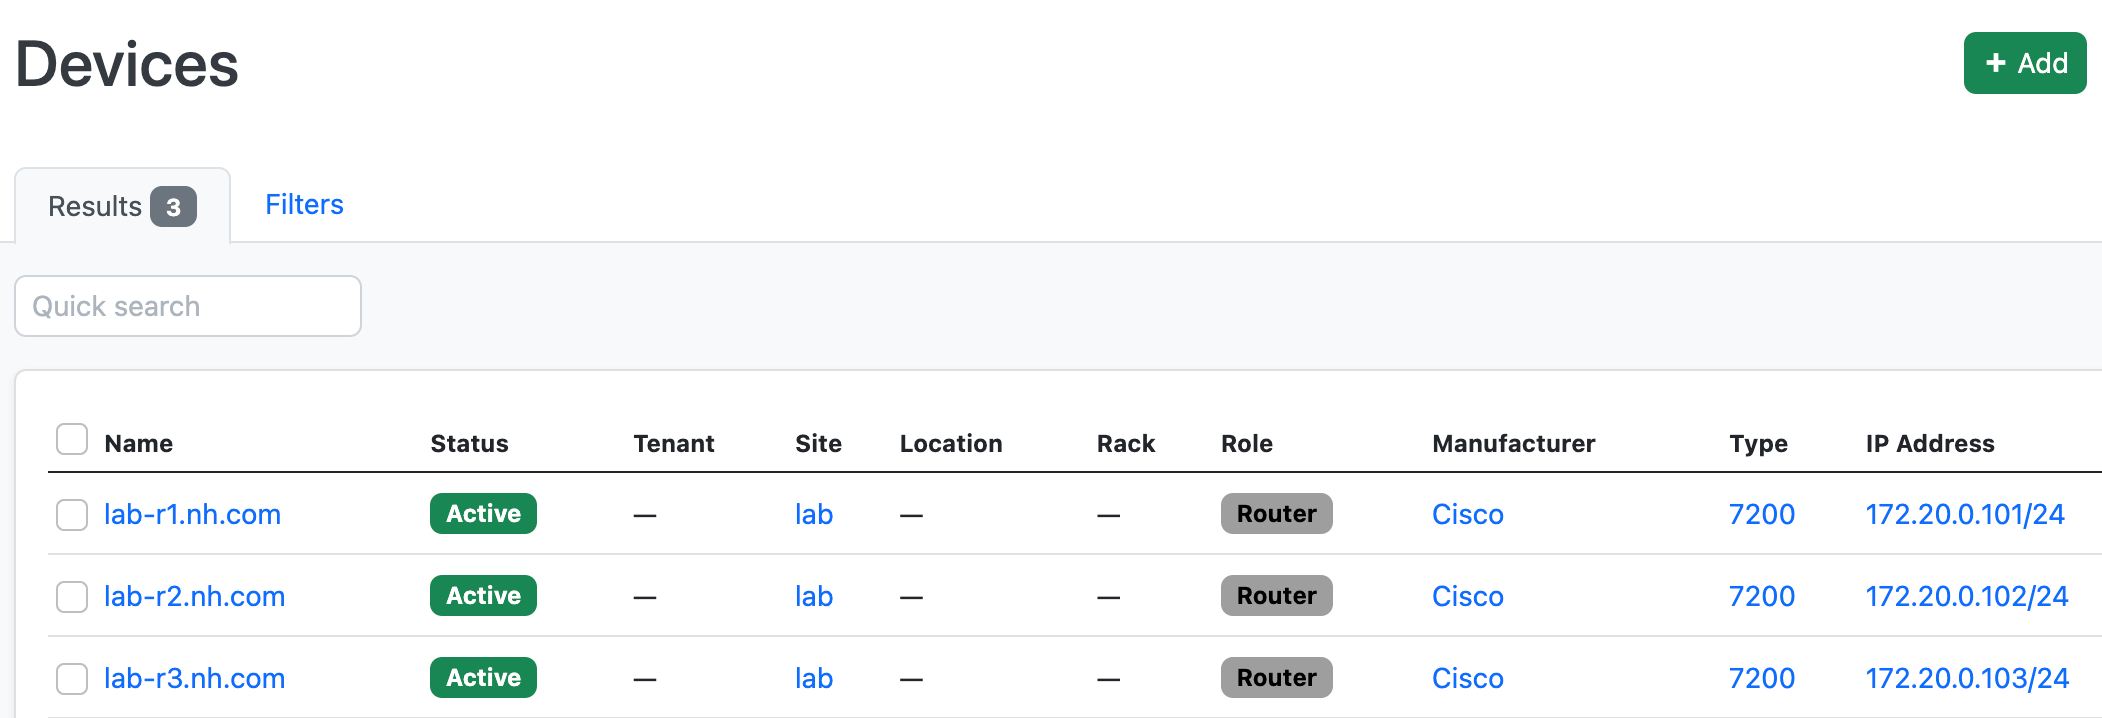 Devices
+ Add
Results 3 Filters
Quick search
Name Status Tenant Site Location Rack Role Manufacturer Type IP Address
lab-r1.nh.com Active — lab — — Router Cisco 7200 172.20.0.101/24
lab-r2.nh.com Active — lab — — Router Cisco 7200 172.20.0.102/24
lab-r3.nh.com Active — lab — — Router Cisco 7200 172.20.0.103/24